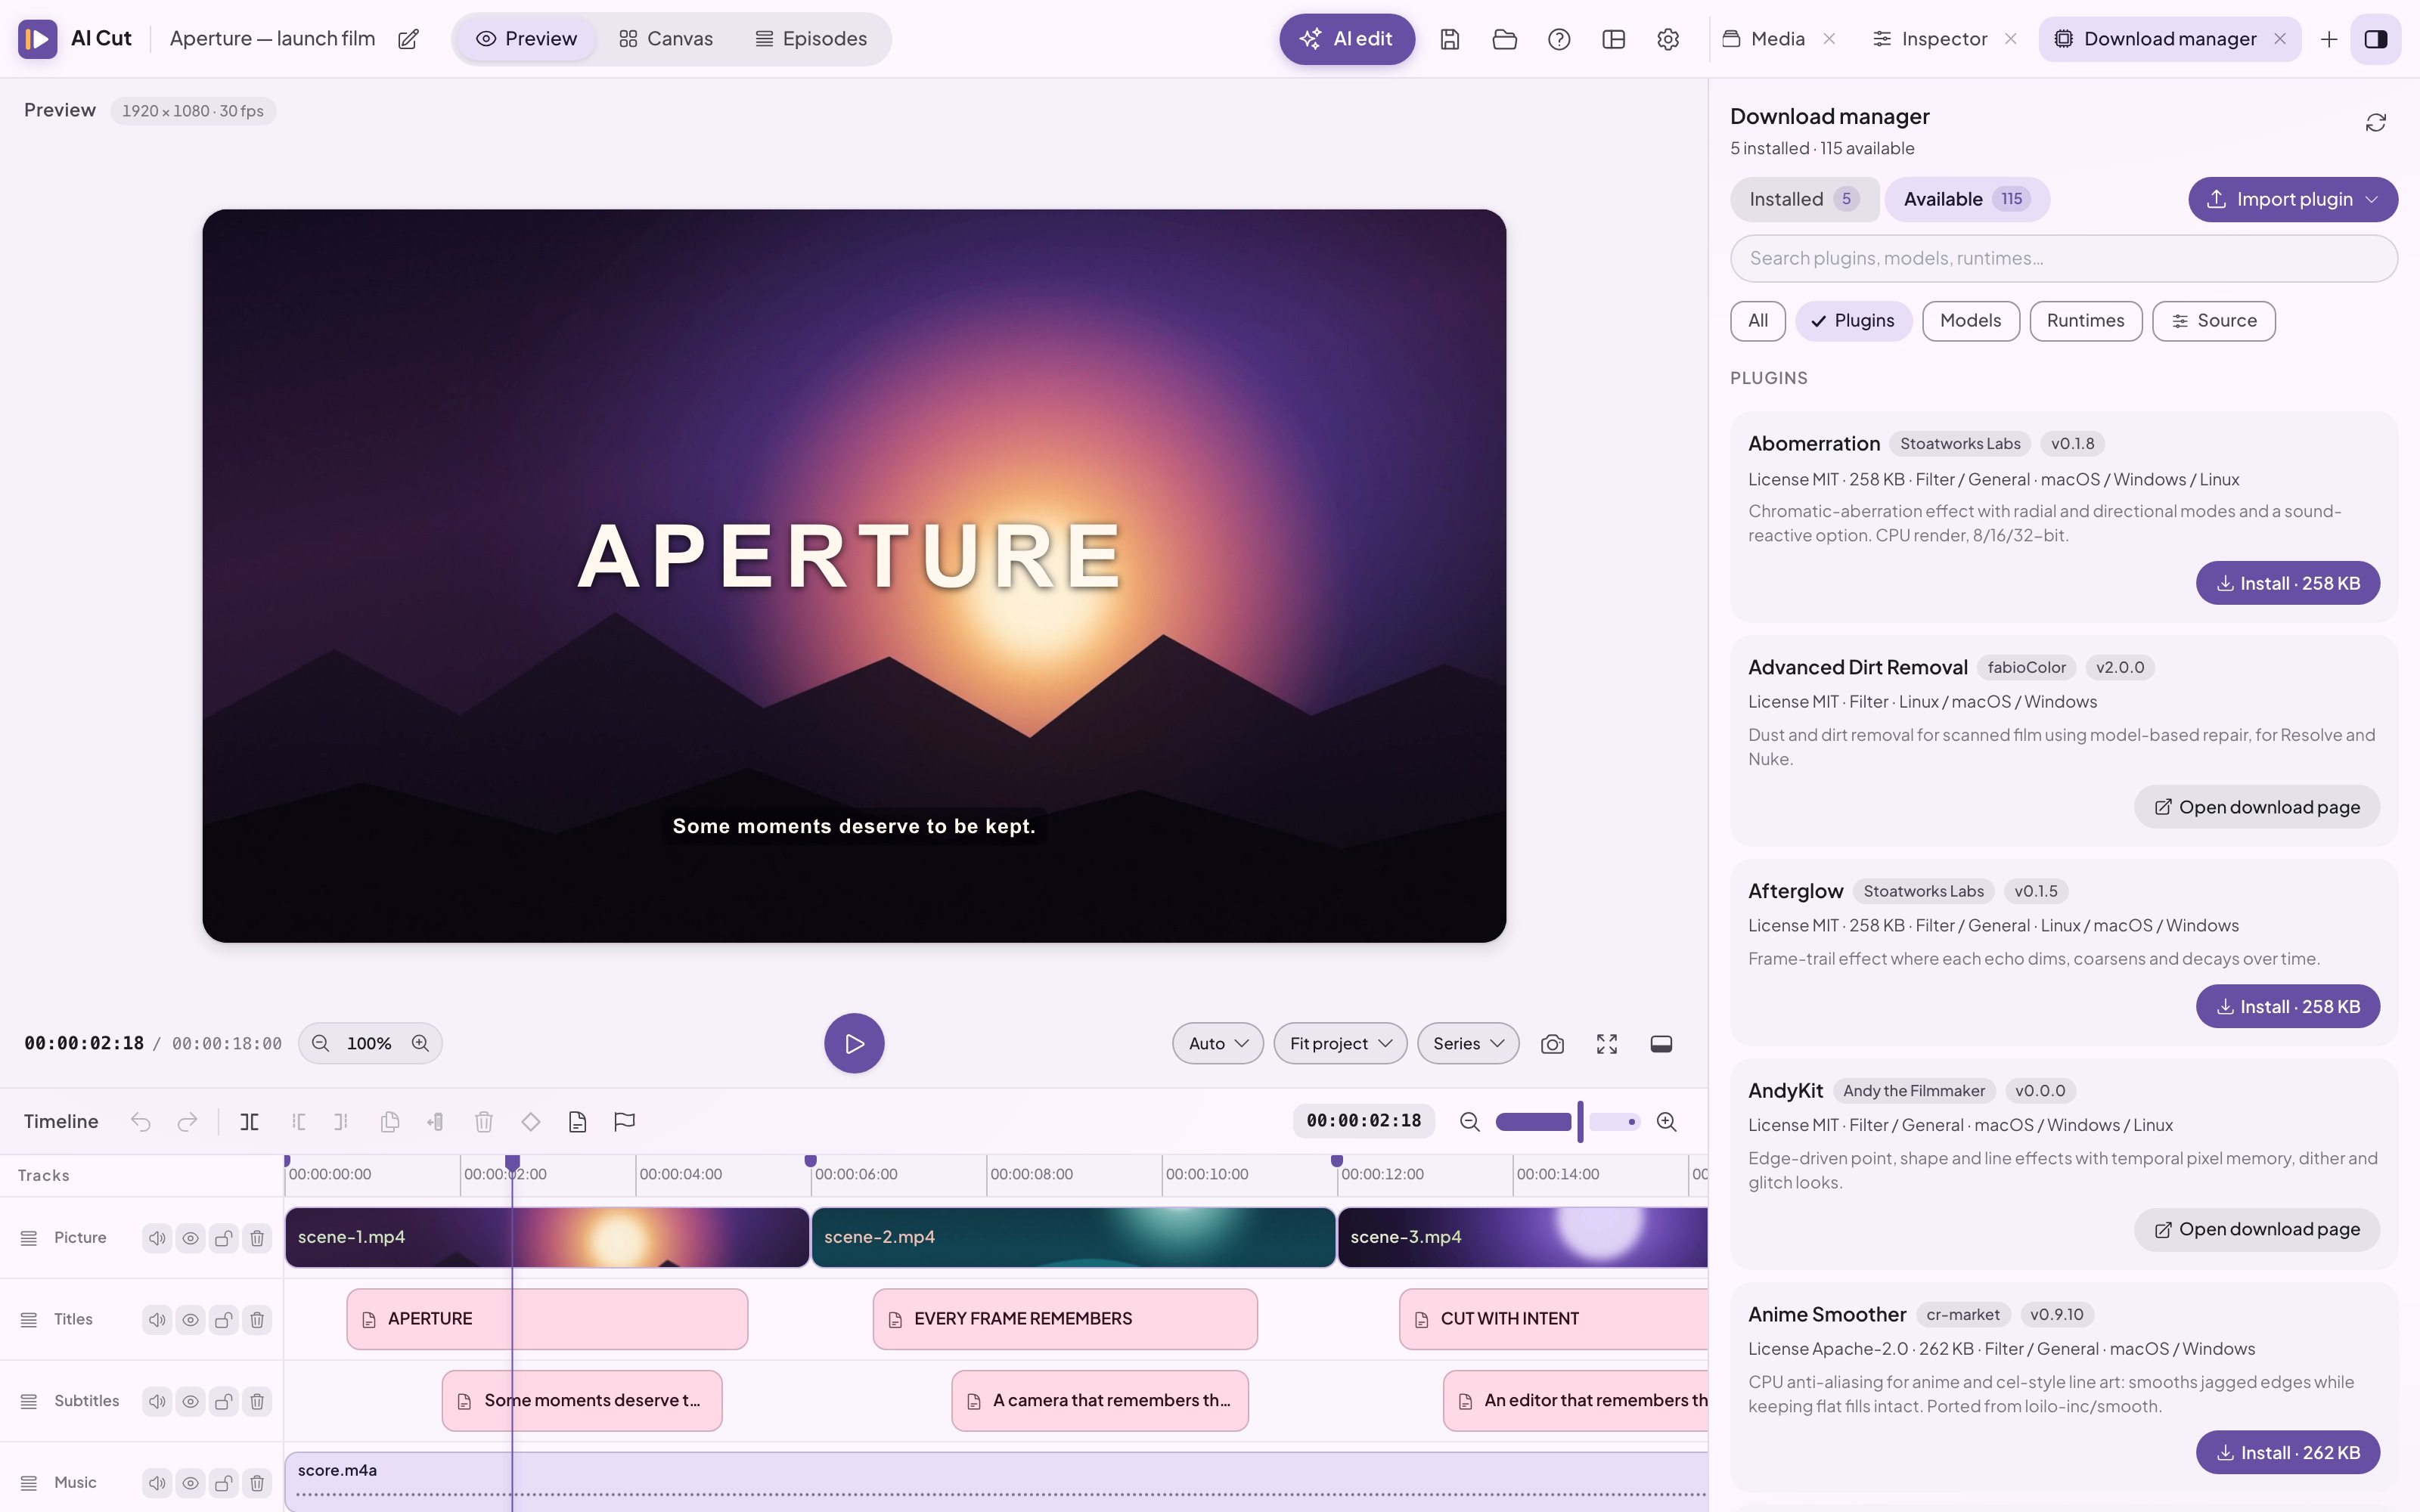 AI Cut
Aperture — launch film
Preview
Canvas
Episodes
AI edit
Media
Inspector
Download manager
Preview
1920 × 1080 · 30 fps
APERTURE
Some moments deserve to be kept.
00:00:02:18 / 00:00:18:00
100%
Auto
Fit project
Series
Timeline
00:00:02:18
Tracks
00:00:00:00
00:00:02:00
00:00:04:00
00:00:06:00
00:00:08:00
00:00:10:00
00:00:12:00
00:00:14:00
00
Picture
scene-1.mp4
scene-2.mp4
scene-3.mp4
Titles
APERTURE
EVERY FRAME REMEMBERS
CUT WITH INTENT
Subtitles
Some moments deserve t...
A camera that remembers th...
An editor that remembers th
Music
score.m4a
Download manager
5 installed · 115 available
Installed 5
Available 115
Import plugin
Search plugins, models, runtimes...
All
Plugins
Models
Runtimes
Source
PLUGINS
Abomerration Stoatworks Labs v0.1.8
License MIT · 258 KB · Filter / General · macOS / Windows / Linux
Chromatic-aberration effect with radial and directional modes and a sound-
reactive option. CPU render, 8/16/32-bit.
Install · 258 KB
Advanced Dirt Removal fabioColor v2.0.0
License MIT · Filter · Linux / macOS / Windows
Dust and dirt removal for scanned film using model-based repair, for Resolve and
Nuke.
Open download page
Afterglow Stoatworks Labs v0.1.5
License MIT · 258 KB · Filter / General · Linux / macOS / Windows
Frame-trail effect where each echo dims, coarsens and decays over time.
Install · 258 KB
AndyKit Andy the Filmmaker v0.0.0
License MIT · Filter / General · macOS / Windows / Linux
Edge-driven point, shape and line effects with temporal pixel memory, dither and
glitch looks.
Open download page
Anime Smoother cr-market v0.9.10
License Apache-2.0 · 262 KB · Filter / General · macOS / Windows
CPU anti-aliasing for anime and cel-style line art: smooths jagged edges while
keeping flat fills intact. Ported from loilo-inc/smooth.
Install · 262 KB